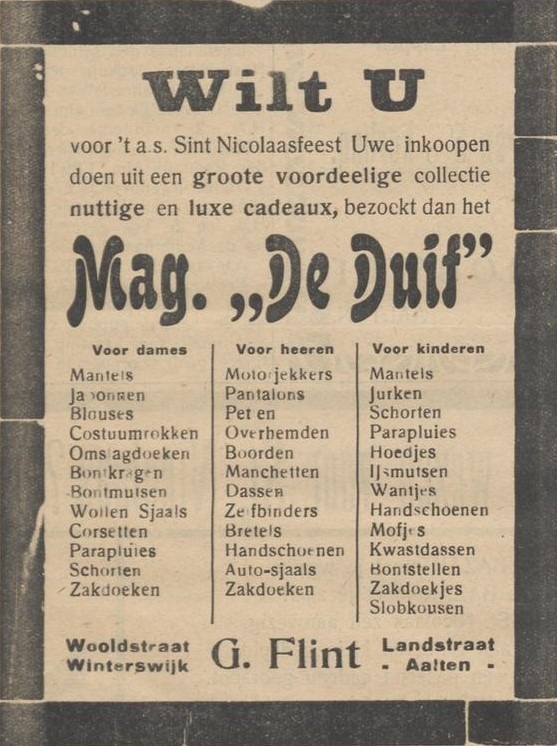 Wilt U
voor 't a.s. Sint Nicolaasfeest Uwe inkoopen
doen uit een groote voordeelige collectie
nuttige en luxe cadeaux, bezockt dan het
Mag. „De Duif”
Voor dames
Mantels
Japonnen
Blouses
Costuumrokken
Omslagdoeken
Bontkragen
Bontmutsen
Wollen Sjaals
Corsetten
Parapluies
Schorten
Zakdoeken
Voor heeren
Motorjekkers
Pantalons
Petten
Overhemden
Boorden
Manchetten
Dassen
Zelfbinders
Bretels
Handschoenen
Auto-sjaals
Zakdoeken
Voor kinderen
Mantels
Jurken
Schorten
Parapluies
Hoedjes
IJsmutsen
Wantjes
Handschoenen
Mofjes
Kwastdassen
Bontstellen
Zakdoekjes
Slobkousen
Wooldstraat
Winterswijk
G. Flint
Landstraat
- Aalten -